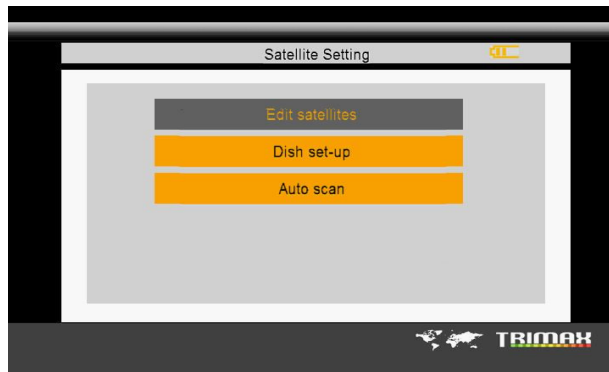 Satellite Setting
Edit satellites
Dish set-up
Auto scan
TRIMAX